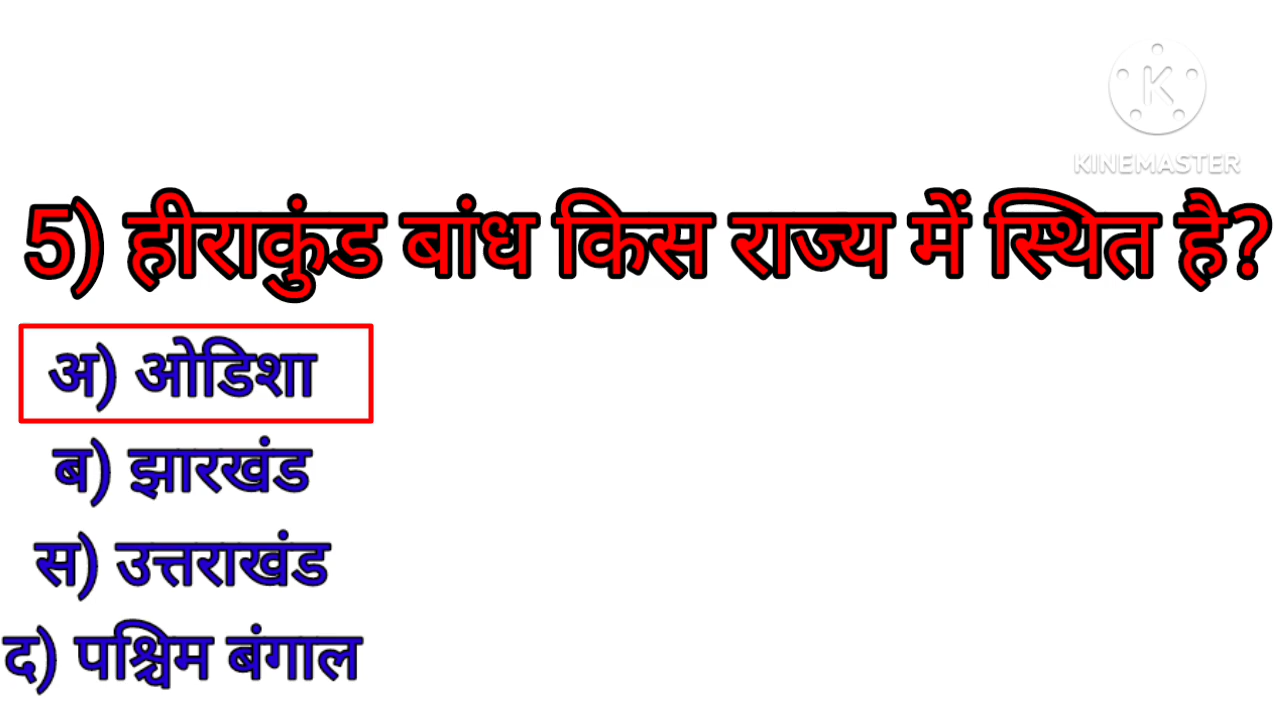 K
KINEMASTER
5) हीराकुंड बांध किस राज्य में स्थित है?
अ) ओडिशा
ब) झारखंड
स) उत्तराखंड
द) पश्चिम बंगाल